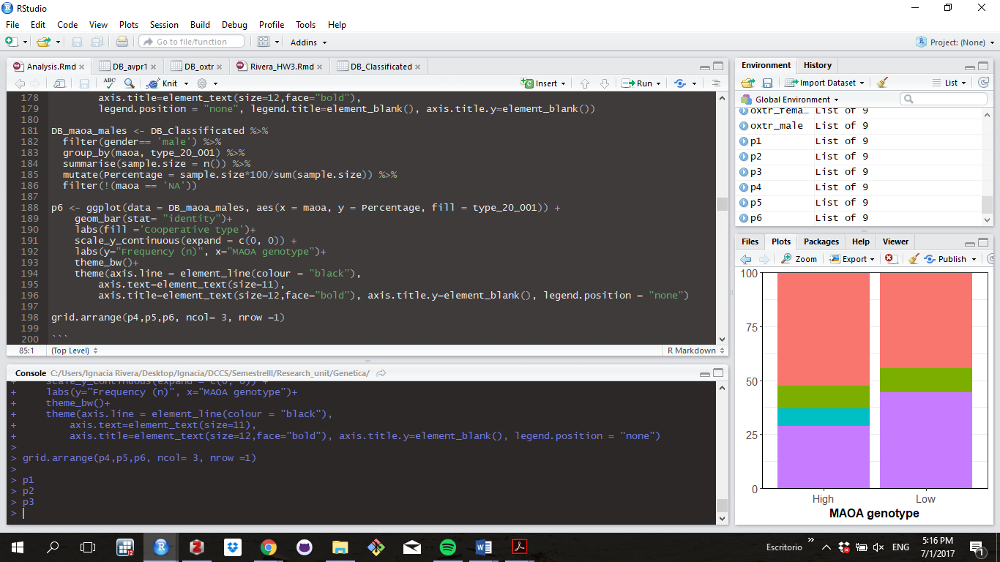 RStudio
File Edit Code View Plots Session Build Debug Profile Tools Help
Go to file/function Addins Project: (None)
Analysis.Rmd DB_avpr1 DB_oxtr Rivera_HW3.Rmd DB_Classificated
ABC Knit Insert Run
178 axis.title=element_text(size=12,face="bold"),
179 legend.position = "none", legend.title=element_blank(), axis.title.y=element_blank())
180
181 DB_maoa_males <- DB_Classificated %>%
182 filter(gender== 'male') %>%
183 group_by(maoa, type_20_001) %>%
184 summarise(sample.size = n()) %>%
185 mutate(Percentage = sample.size*100/sum(sample.size)) %>%
186 filter(!(maoa == 'NA'))
187
188 p6 <- ggplot(data = DB_maoa_males, aes(x = maoa, y = Percentage, fill = type_20_001)) +
189 geom_bar(stat= "identity")+
190 labs(fill ='Cooperative type')+
191 scale_y_continuous(expand = c(0, 0)) +
192 labs(y="Frequency (n)", x="MAOA genotype")+
193 theme_bw()+
194 theme(axis.line = element_line(colour = "black"),
195 axis.text=element_text(size=11),
196 axis.title=element_text(size=12,face="bold"), axis.title.y=element_blank(), legend.position = "none")
197
198 grid.arrange(p4,p5,p6, ncol= 3, nrow =1)
199
200 ```
85:1 (Top Level) R Markdown
Console C:/Users/Ignacia Rivera/Desktop/Ignacia/DCCS/SemestreIII/Research_unit/Genetica/
+ scale_y_continuous(expand = c(0, 0)) +
+ labs(y="Frequency (n)", x="MAOA genotype")+
+ theme_bw()+
+ theme(axis.line = element_line(colour = "black"),
+ axis.text=element_text(size=11),
+ axis.title=element_text(size=12,face="bold"), axis.title.y=element_blank(), legend.position = "none")
>
> grid.arrange(p4,p5,p6, ncol= 3, nrow =1)
>
> p1
> p2
> p3
>
Environment History
Import Dataset List
Global Environment
oxtr_fema… List of 9
oxtr_male List of 9
p1 List of 9
p2 List of 9
p3 List of 9
p4 List of 9
p5 List of 9
p6 List of 9
Files Plots Packages Help Viewer
Zoom Export Publish
100
75
50
25
0
High Low
MAOA genotype
12
Escritorio » ENG 5:16 PM
7/1/2017 1